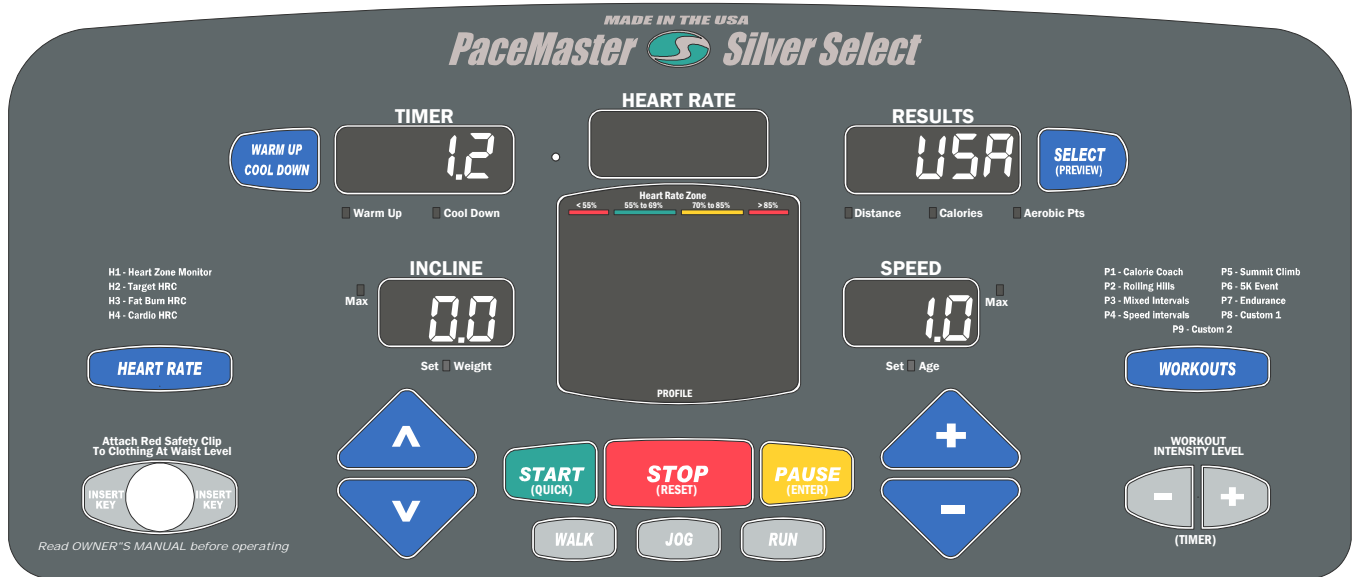 MADE IN THE USA
PaceMaster Silver Select
TIMER
HEART RATE
RESULTS
WARM UP
COOL DOWN
1.2
USA
SELECT
(PREVIEW)
Warm Up Cool Down
Distance Calories Aerobic Pts
Heart Rate Zone
< 55% 55% to 69% 70% to 85% > 85%
H1 - Heart Zone Monitor
H2 - Target HRC
H3 - Fat Burn HRC
H4 - Cardio HRC
HEART RATE
INCLINE
Max
0.0
Set Weight
PROFILE
SPEED
1.0
Max
Set Age
P1 - Calorie Coach P5 - Summit Climb
P2 - Rolling Hills P6 - 5K Event
P3 - Mixed Intervals P7 - Endurance
P4 - Speed Intervals P8 - Custom 1
P9 - Custom 2
WORKOUTS
Attach Red Safety Clip
To Clothing At Waist Level
INSERT
KEY
INSERT
KEY
Read OWNER"S MANUAL before operating
^
v
START
(QUICK)
STOP
(RESET)
PAUSE
(ENTER)
WALK
JOG
RUN
+
-
WORKOUT
INTENSITY LEVEL
- +
(TIMER)